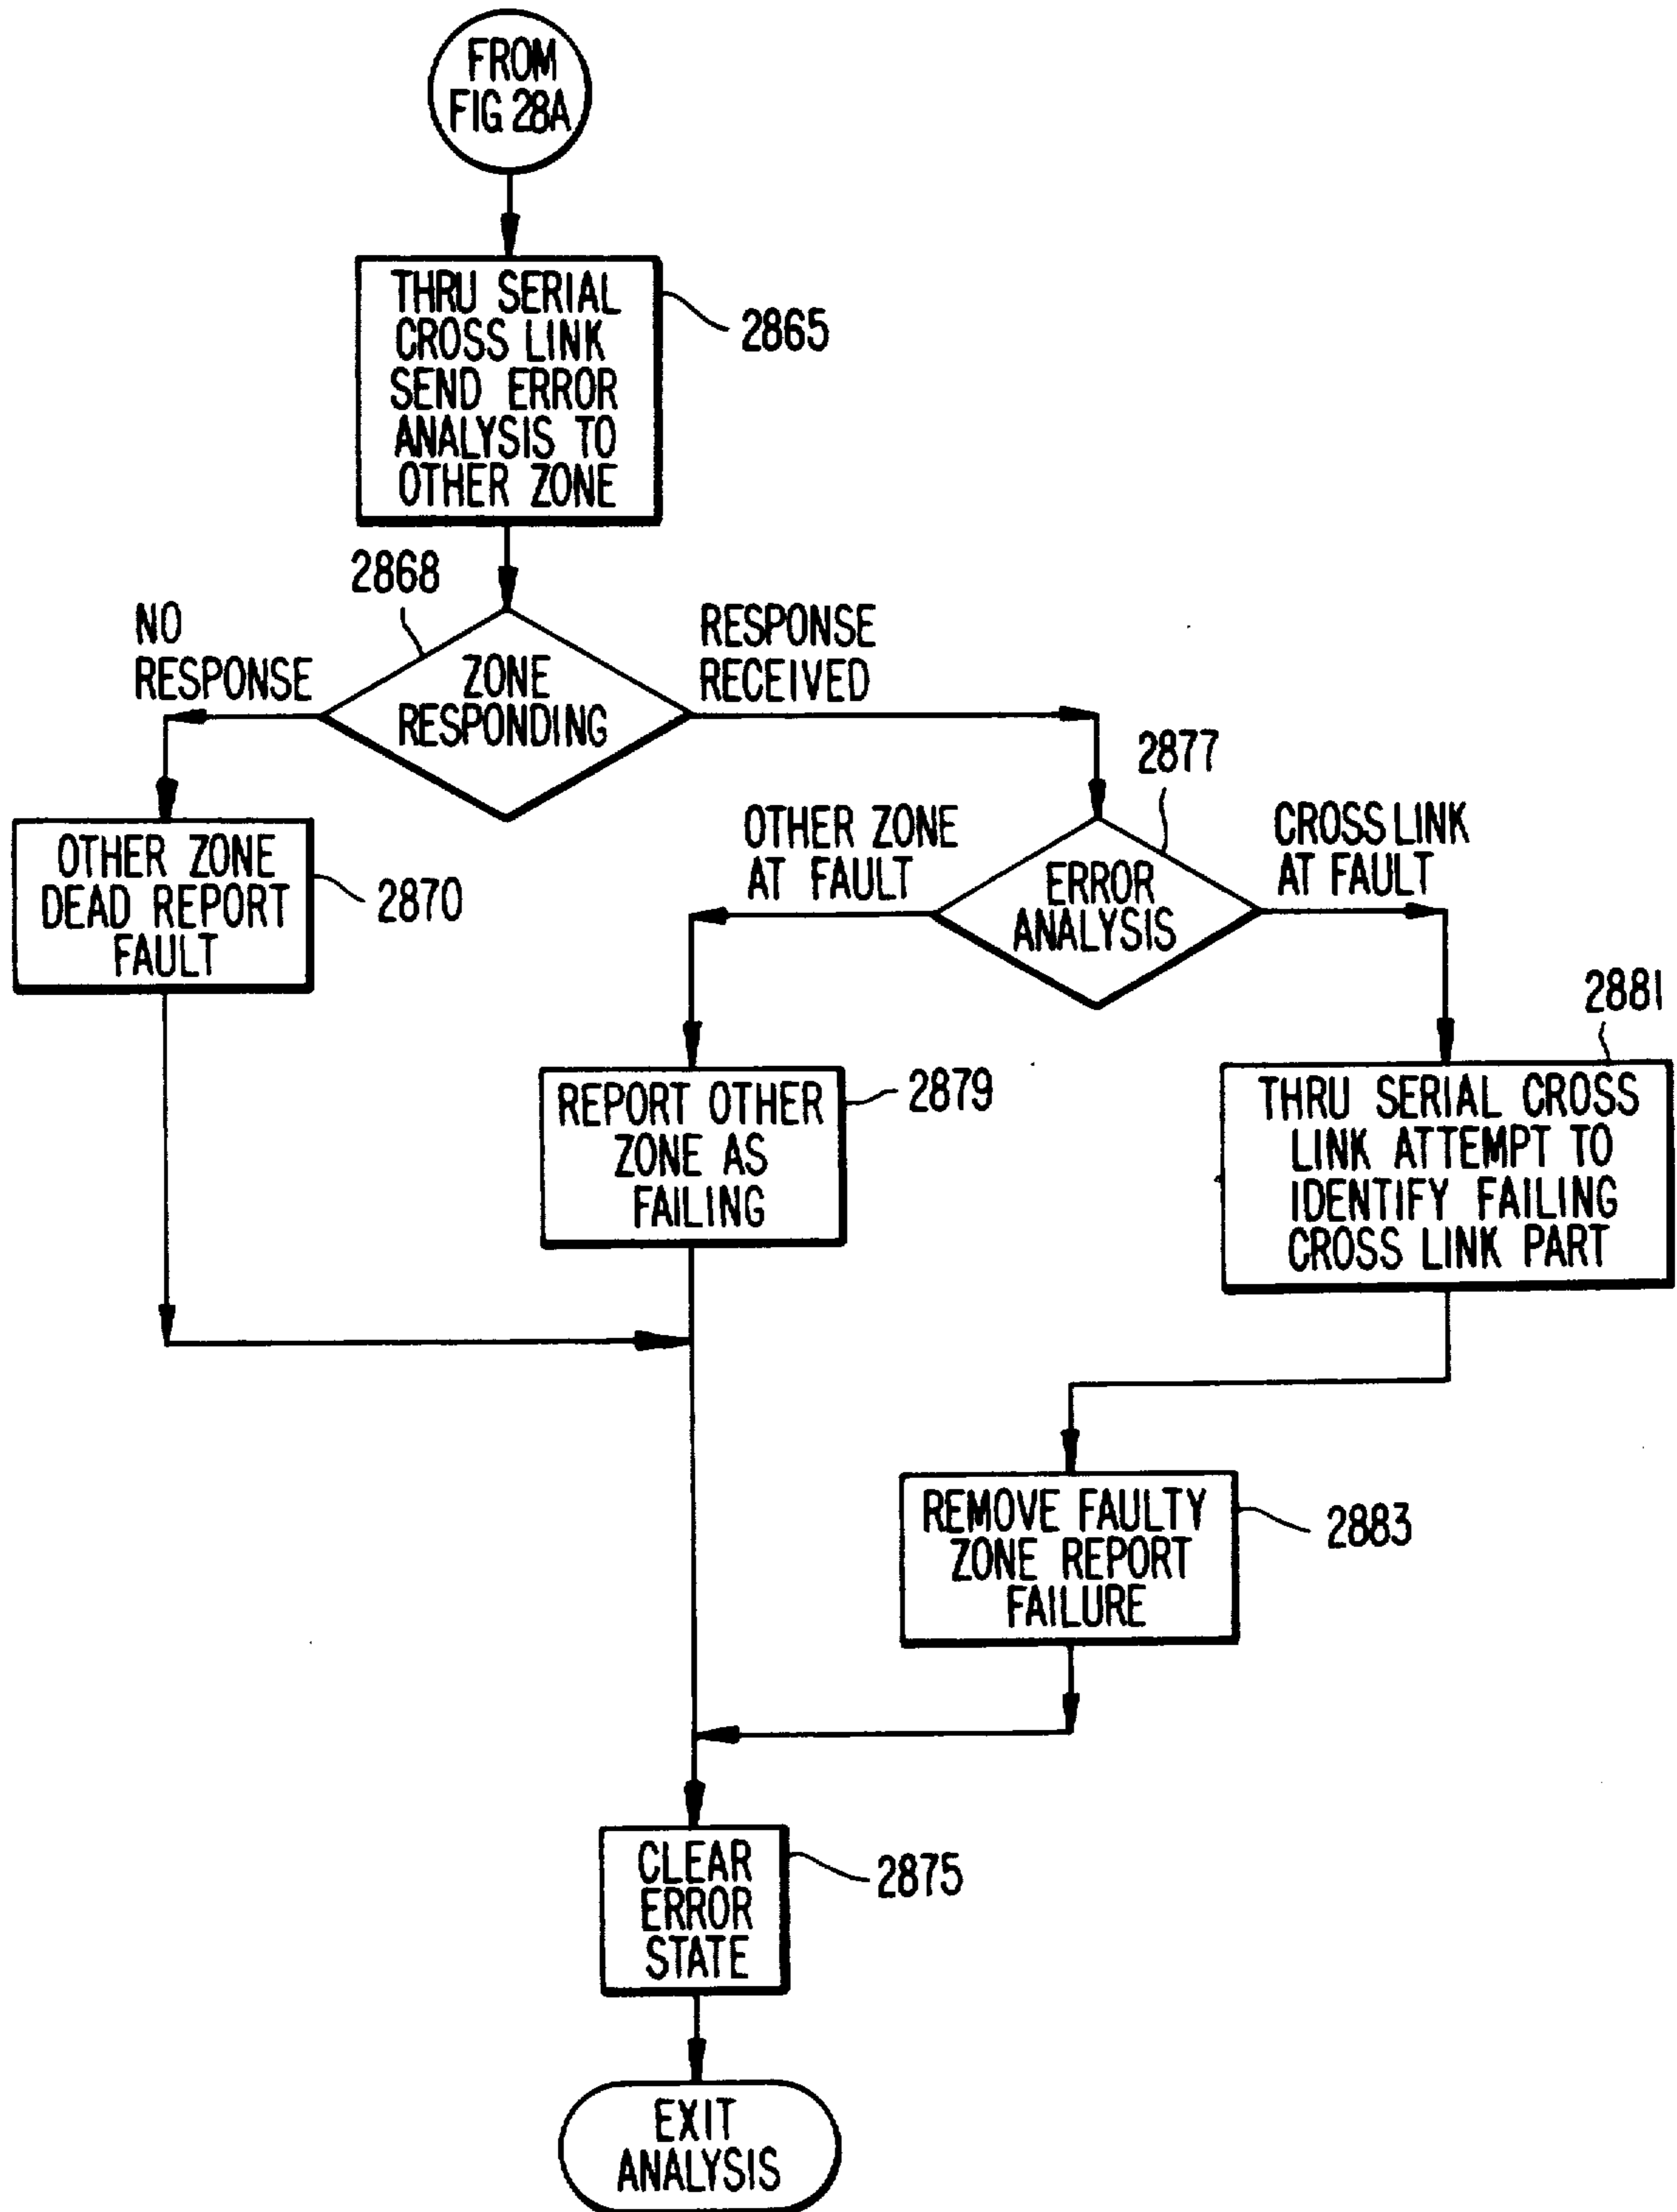 FROM
FIG 28A
THRU SERIAL
CROSS LINK
SEND ERROR
ANALYSIS TO
OTHER ZONE
2865
2868
NO
RESPONSE
ZONE
RESPONDING
RESPONSE
RECEIVED
OTHER ZONE
DEAD REPORT
FAULT
2870
2877
OTHER ZONE
AT FAULT
ERROR
ANALYSIS
CROSS LINK
AT FAULT
REPORT OTHER
ZONE AS
FAILING
2879
2881
THRU SERIAL CROSS
LINK ATTEMPT TO
IDENTIFY FAILING
CROSS LINK PART
REMOVE FAULTY
ZONE REPORT
FAILURE
2883
CLEAR
ERROR
STATE
2875
EXIT
ANALYSIS